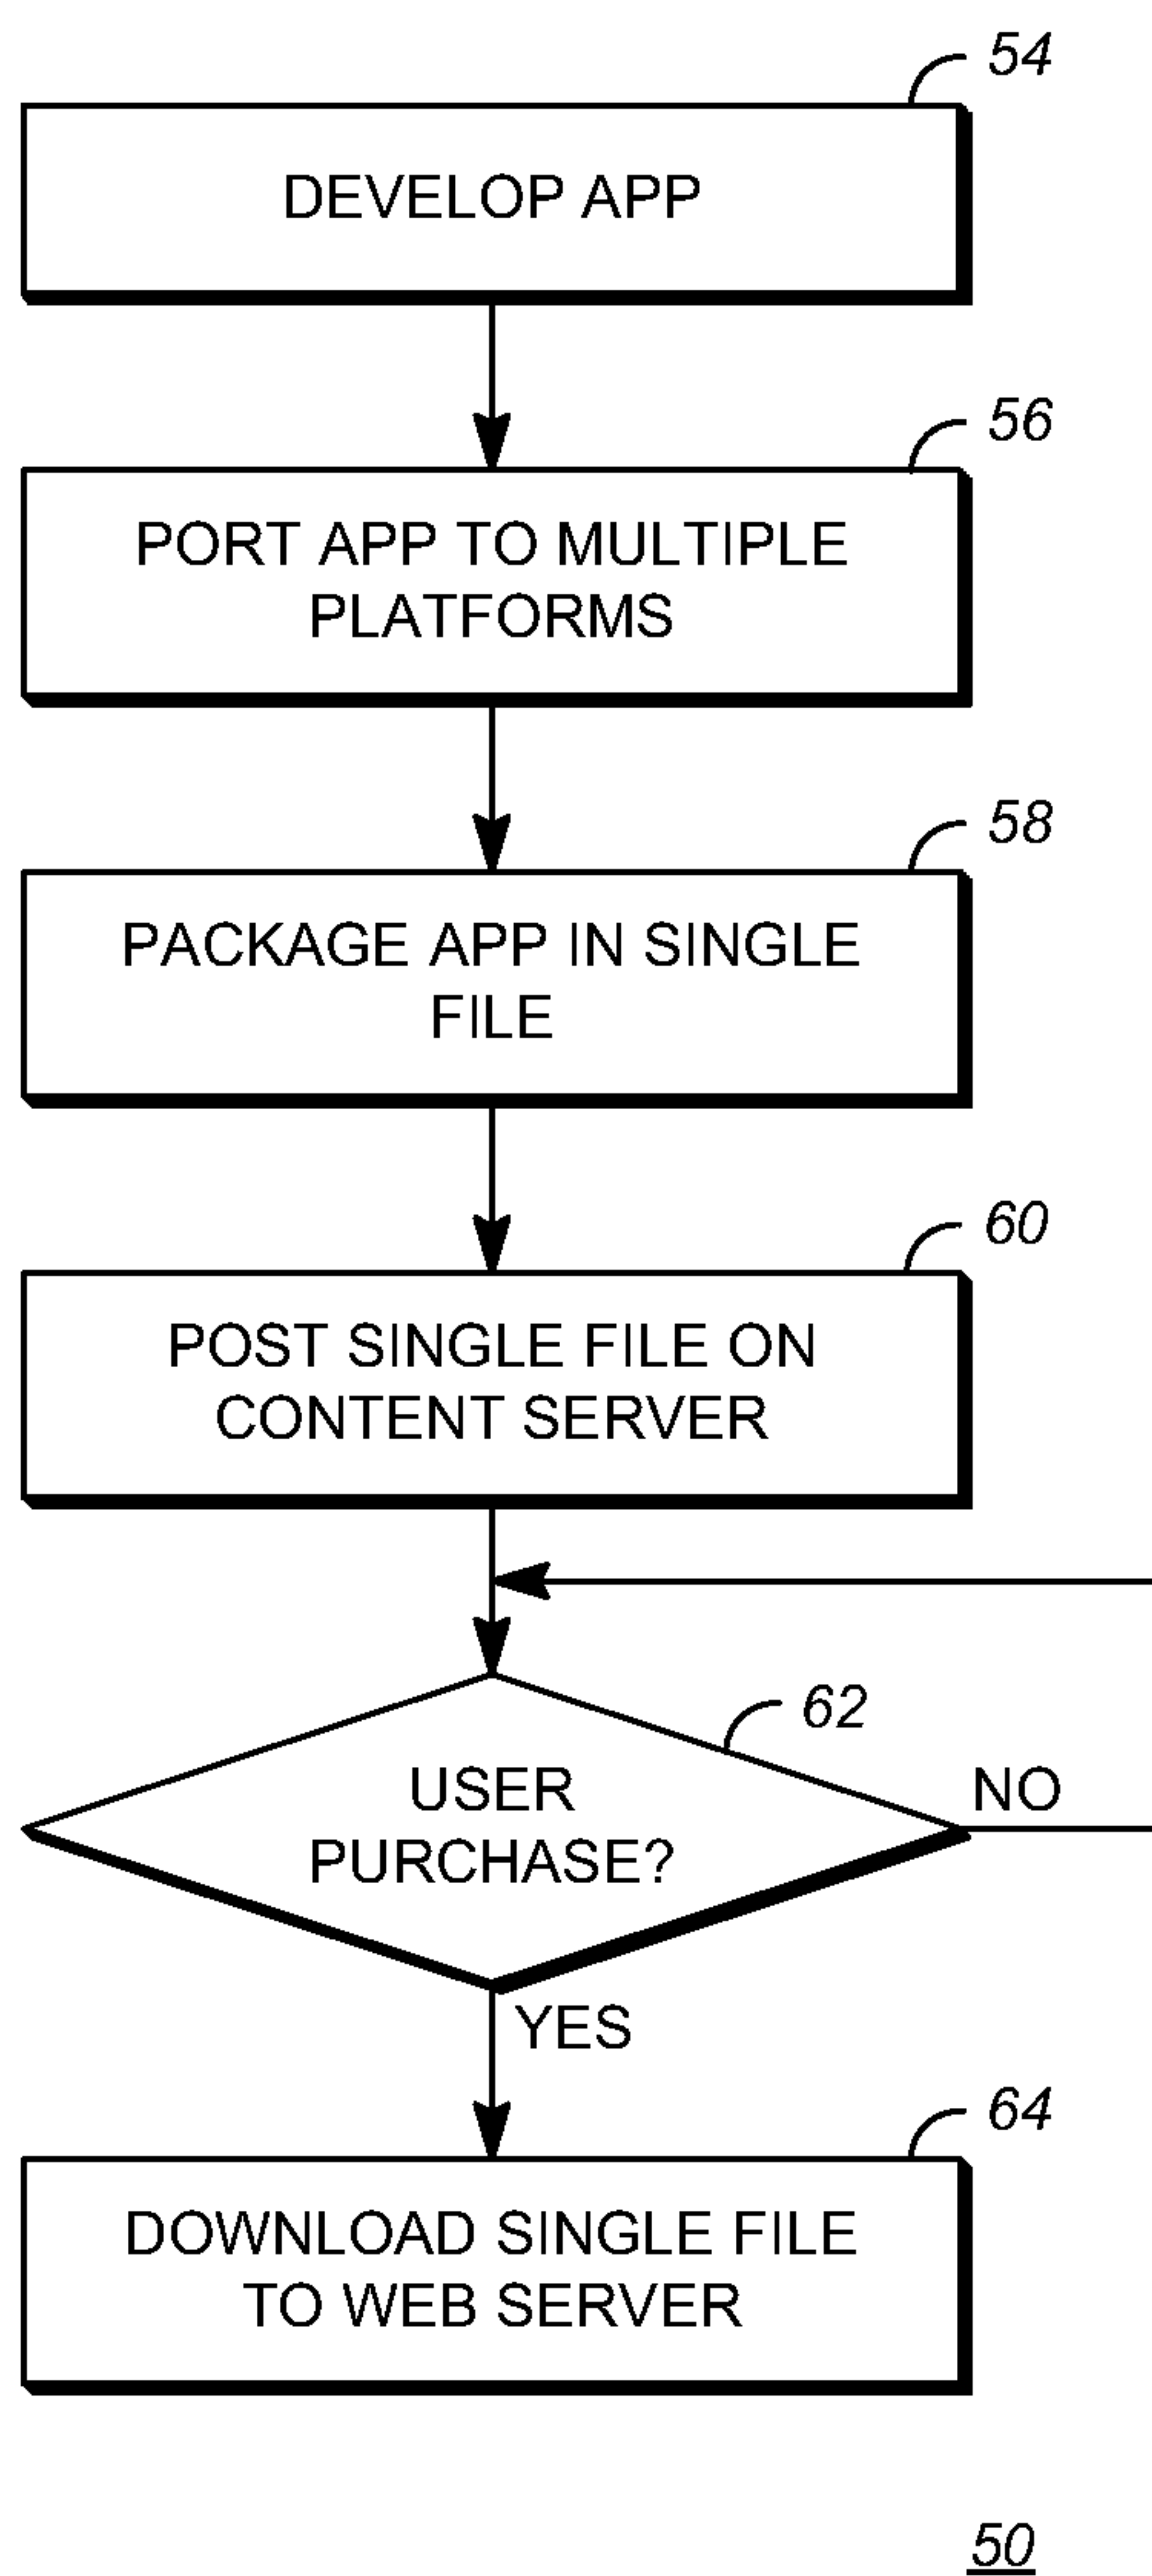 54
DEVELOP APP
56
PORT APP TO MULTIPLE
PLATFORMS
58
PACKAGE APP IN SINGLE
FILE
60
POST SINGLE FILE ON
CONTENT SERVER
62
USER
PURCHASE?
NO
YES
64
DOWNLOAD SINGLE FILE
TO WEB SERVER
50